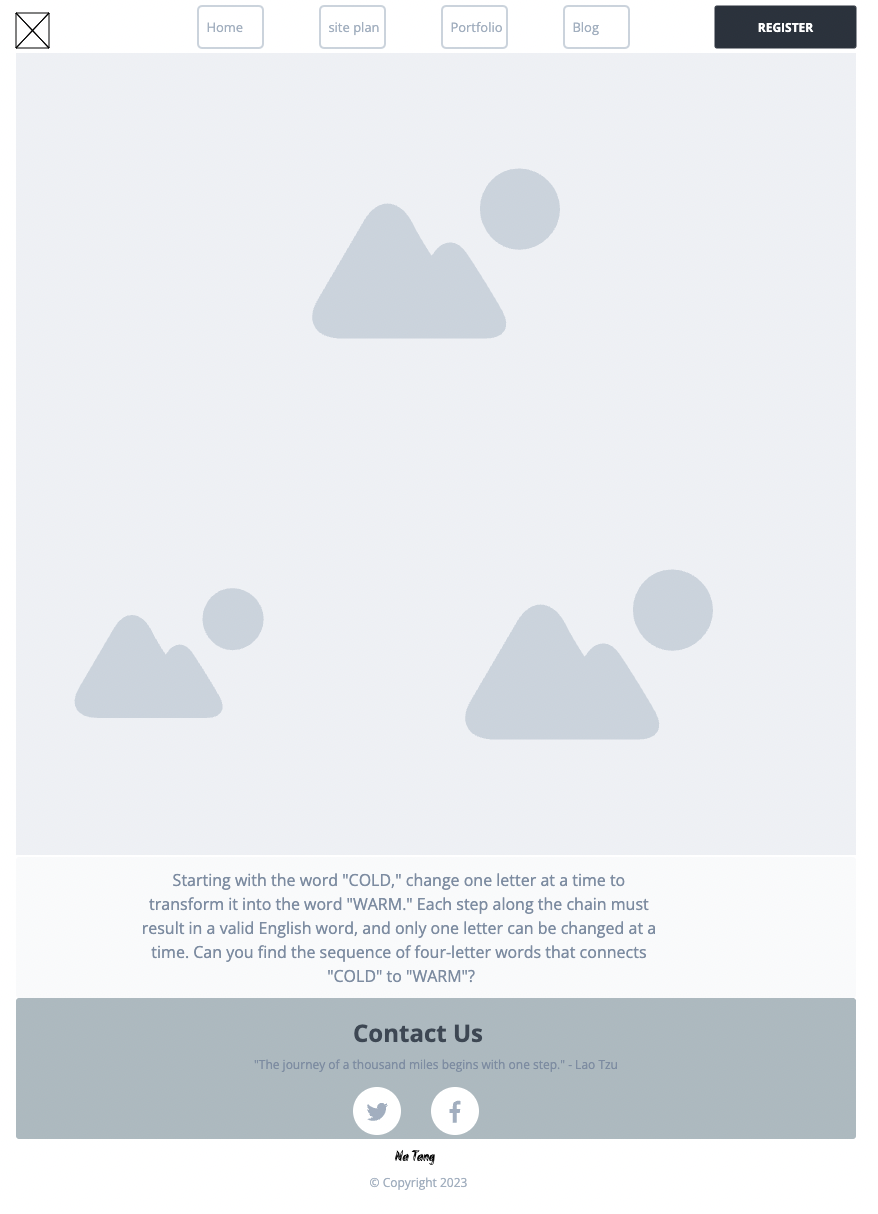 Home
site plan
Portfolio
Blog
REGISTER
Starting with the word "COLD," change one letter at a time to
transform it into the word "WARM." Each step along the chain must
result in a valid English word, and only one letter can be changed at a
time. Can you find the sequence of four-letter words that connects
"COLD" to "WARM"?
Contact Us
"The journey of a thousand miles begins with one step." - Lao Tzu
Na Tang
© Copyright 2023